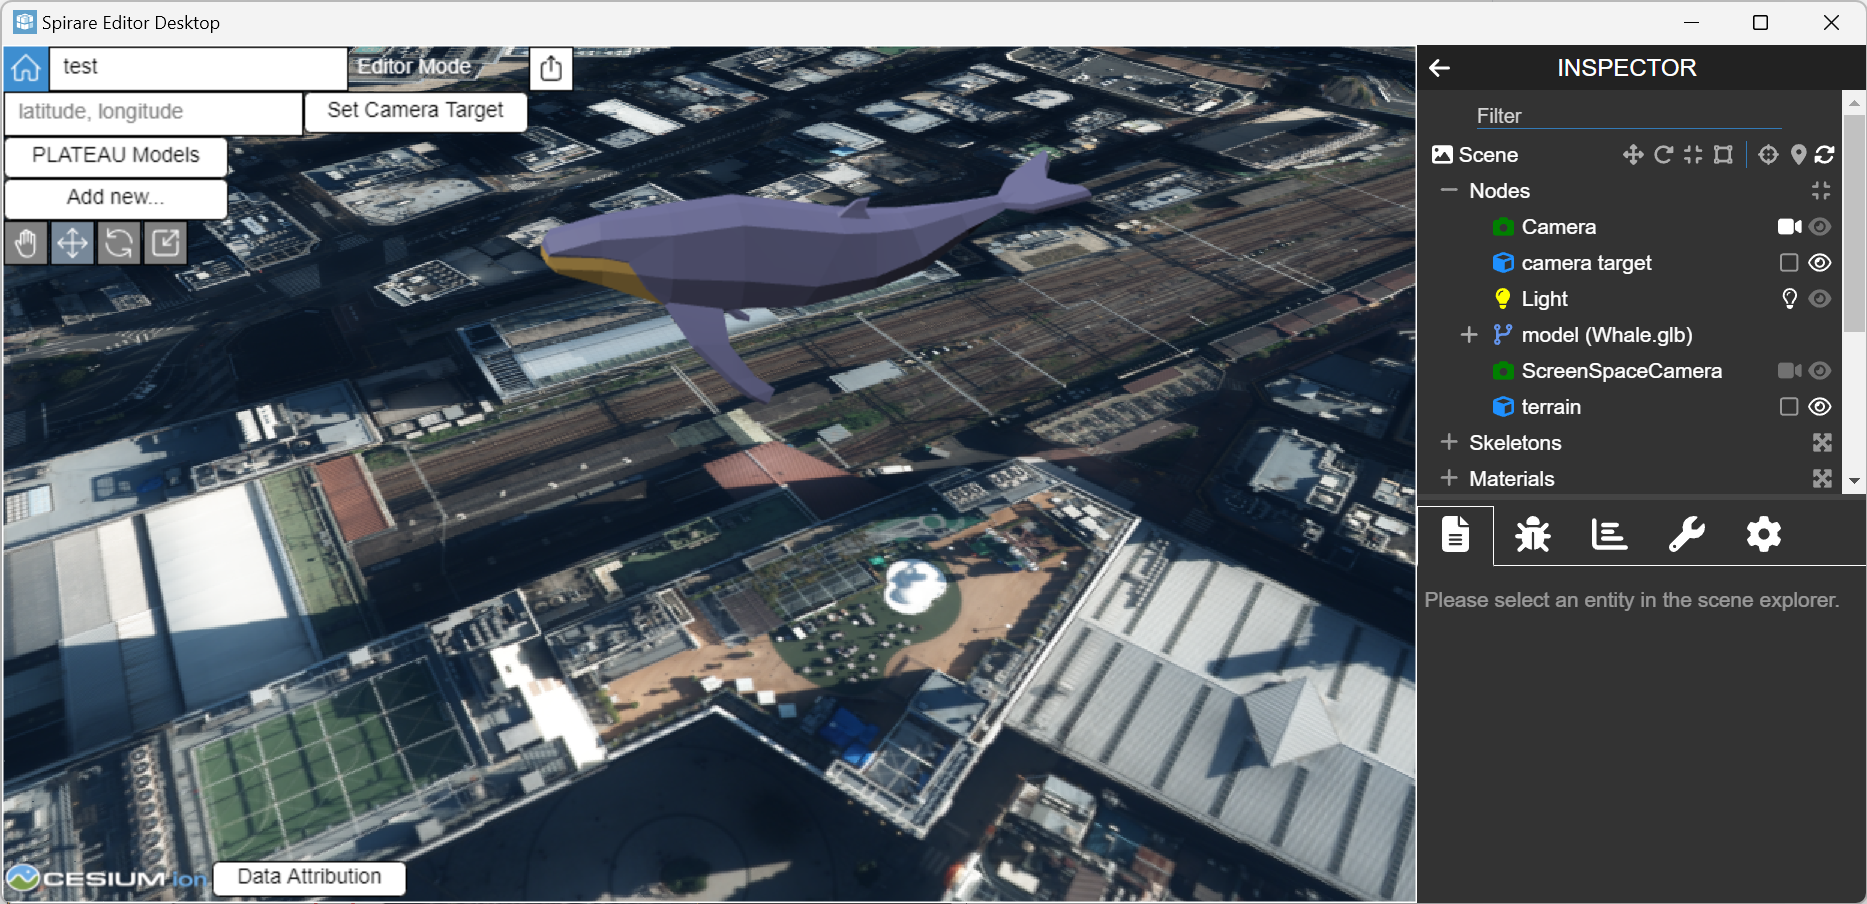 Spirare Editor Desktop
test
Editor Mode
latitude, longitude
Set Camera Target
PLATEAU Models
Add new...
CESIUM ion
Data Attribution
INSPECTOR
Filter
Scene
Nodes
Camera
camera target
Light
model (Whale.glb)
ScreenSpaceCamera
terrain
Skeletons
Materials
Please select an entity in the scene explorer.